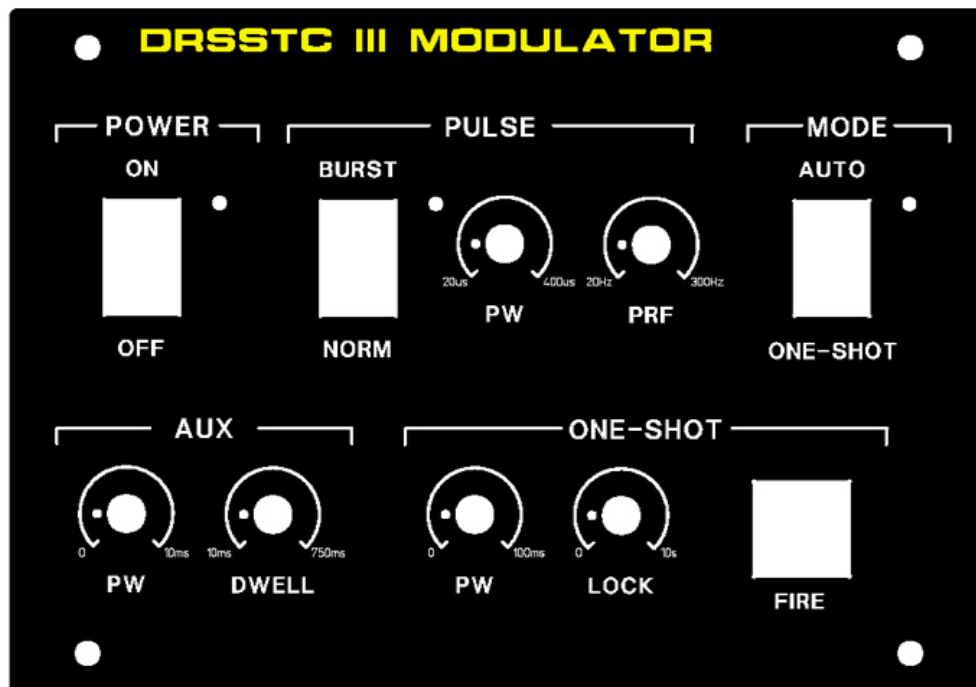 DRSSTC III MODULATOR
POWER PULSE MODE
ON BURST AUTO
20us 400us 20Hz 300Hz
PW PRF
OFF NORM ONE-SHOT
AUX ONE-SHOT
0 10ms 10ms 750ms 0 100ms 0 10s
PW DWELL PW LOCK
FIRE